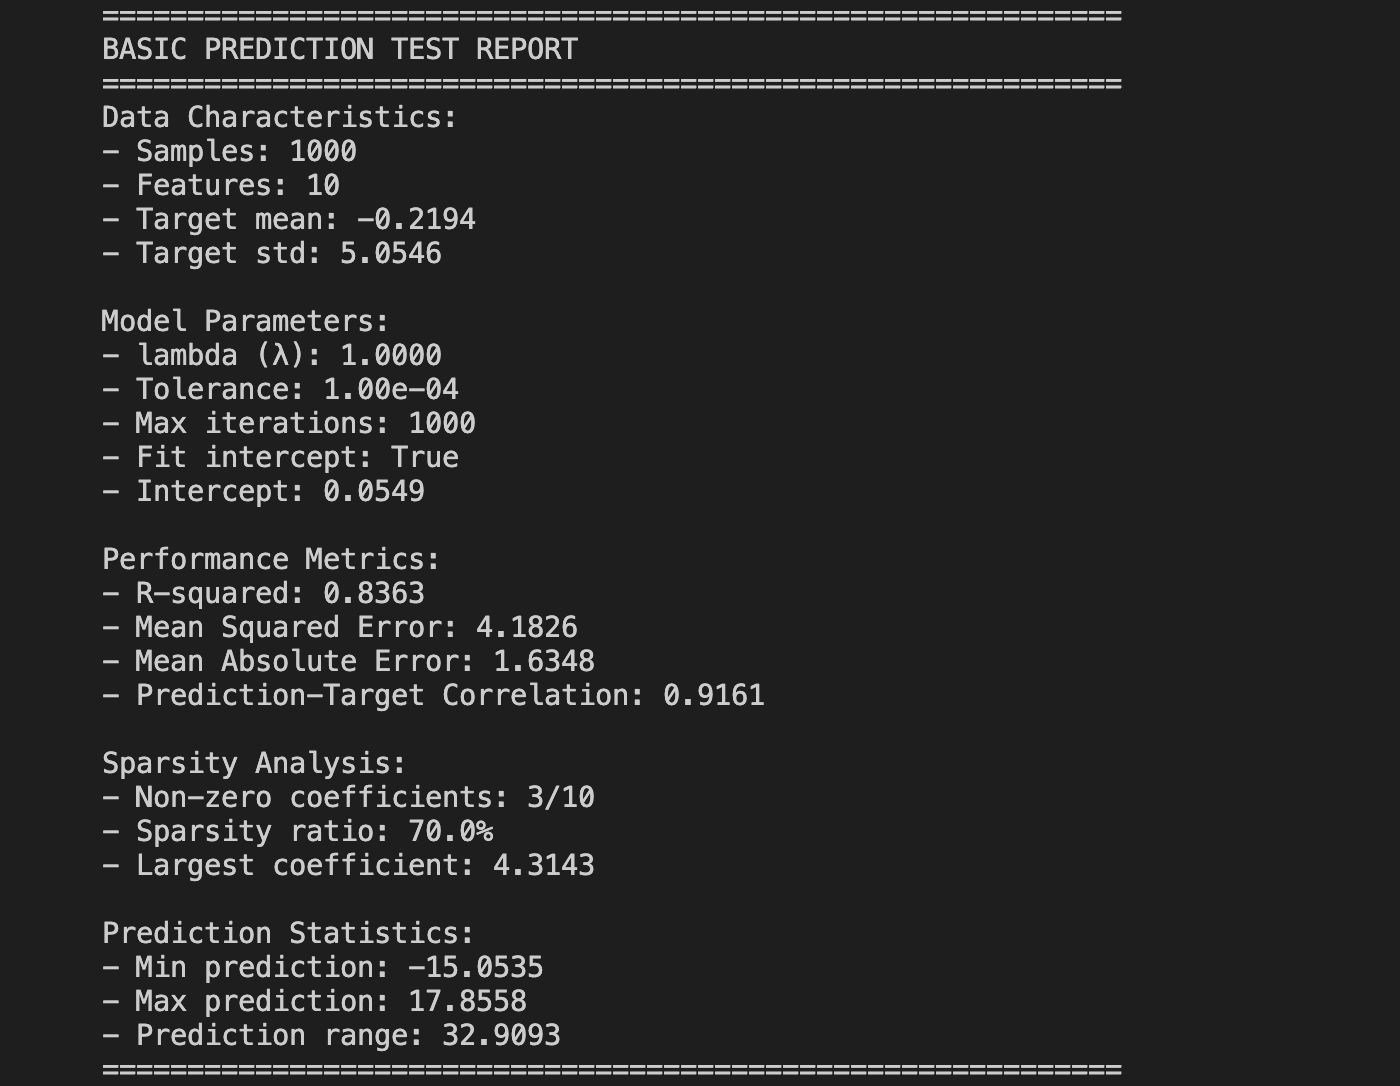 ============================================================
BASIC PREDICTION TEST REPORT
============================================================
Data Characteristics:
- Samples: 1000
- Features: 10
- Target mean: -0.2194
- Target std: 5.0546

Model Parameters:
- lambda (λ): 1.0000
- Tolerance: 1.00e-04
- Max iterations: 1000
- Fit intercept: True
- Intercept: 0.0549

Performance Metrics:
- R-squared: 0.8363
- Mean Squared Error: 4.1826
- Mean Absolute Error: 1.6348
- Prediction-Target Correlation: 0.9161

Sparsity Analysis:
- Non-zero coefficients: 3/10
- Sparsity ratio: 70.0%
- Largest coefficient: 4.3143

Prediction Statistics:
- Min prediction: -15.0535
- Max prediction: 17.8558
- Prediction range: 32.9093
============================================================